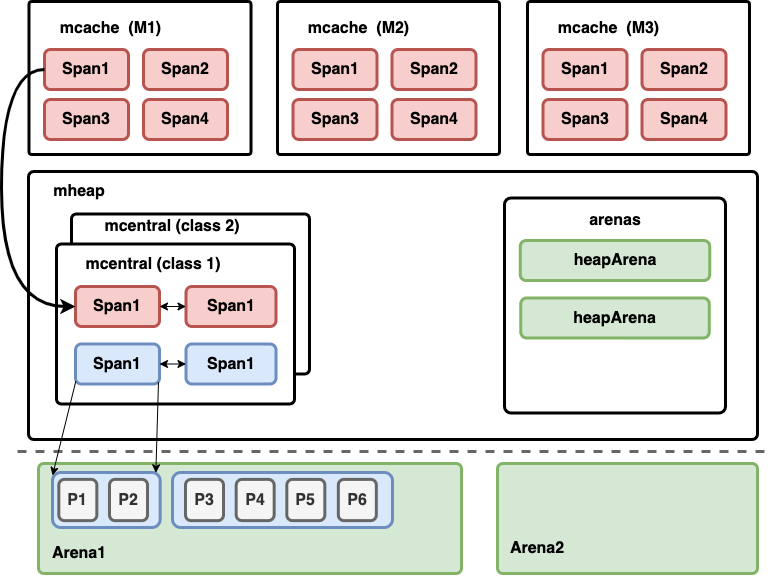 mcache (M1)
Span1 Span2
Span3 Span4
mcache (M2)
Span1 Span2
Span3 Span4
mcache (M3)
Span1 Span2
Span3 Span4
mheap
mcentral (class 2)
mcentral (class 1)
Span1 Span1
Span1 Span1
arenas
heapArena
heapArena
P1 P2 P3 P4 P5 P6
Arena1
Arena2